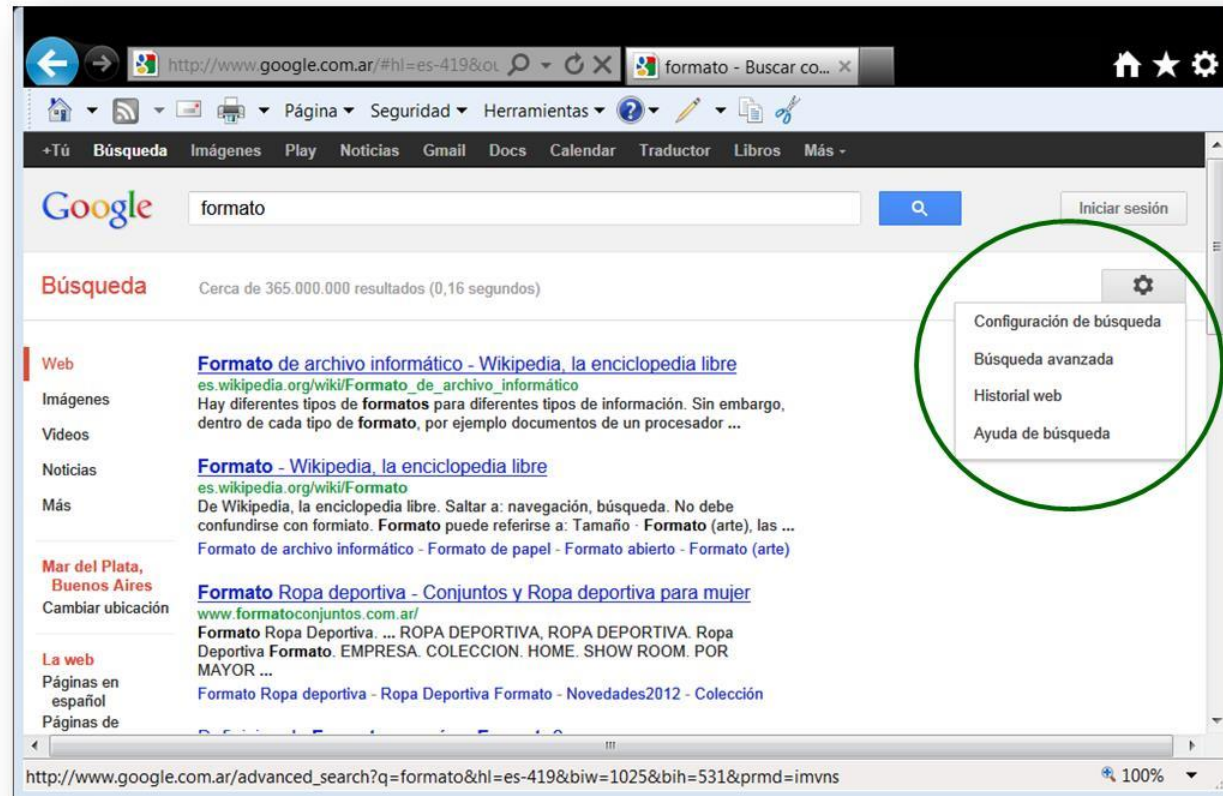 http://www.google.com.ar/#hl=es-419&ou
formato - Buscar co...
Página Seguridad Herramientas
+Tú Búsqueda Imágenes Play Noticias Gmail Docs Calendar Traductor Libros Más
Google formato Iniciar sesión
Búsqueda Cerca de 365.000.000 resultados (0,16 segundos)
Configuración de búsqueda
Búsqueda avanzada
Historial web
Ayuda de búsqueda
Web
Imágenes
Videos
Noticias
Más
Mar del Plata,
Buenos Aires
Cambiar ubicación
La web
Páginas en
español
Páginas de
Formato de archivo informático - Wikipedia, la enciclopedia libre
es.wikipedia.org/wiki/Formato_de_archivo_informático
Hay diferentes tipos de formatos para diferentes tipos de información. Sin embargo,
dentro de cada tipo de formato, por ejemplo documentos de un procesador ...
Formato - Wikipedia, la enciclopedia libre
es.wikipedia.org/wiki/Formato
De Wikipedia, la enciclopedia libre. Saltar a: navegación, búsqueda. No debe
confundirse con formiato. Formato puede referirse a: Tamaño · Formato (arte), las ...
Formato de archivo informático - Formato de papel - Formato abierto - Formato (arte)
Formato Ropa deportiva - Conjuntos y Ropa deportiva para mujer
www.formatoconjuntos.com.ar/
Formato Ropa Deportiva. ... ROPA DEPORTIVA, ROPA DEPORTIVA. Ropa
Deportiva Formato. EMPRESA. COLECCION. HOME. SHOW ROOM. POR
MAYOR ...
Formato Ropa deportiva - Ropa Deportiva Formato - Novedades2012 - Colección
http://www.google.com.ar/advanced_search?q=formato&hl=es-419&biw=1025&bih=531&prmd=imvns
100%